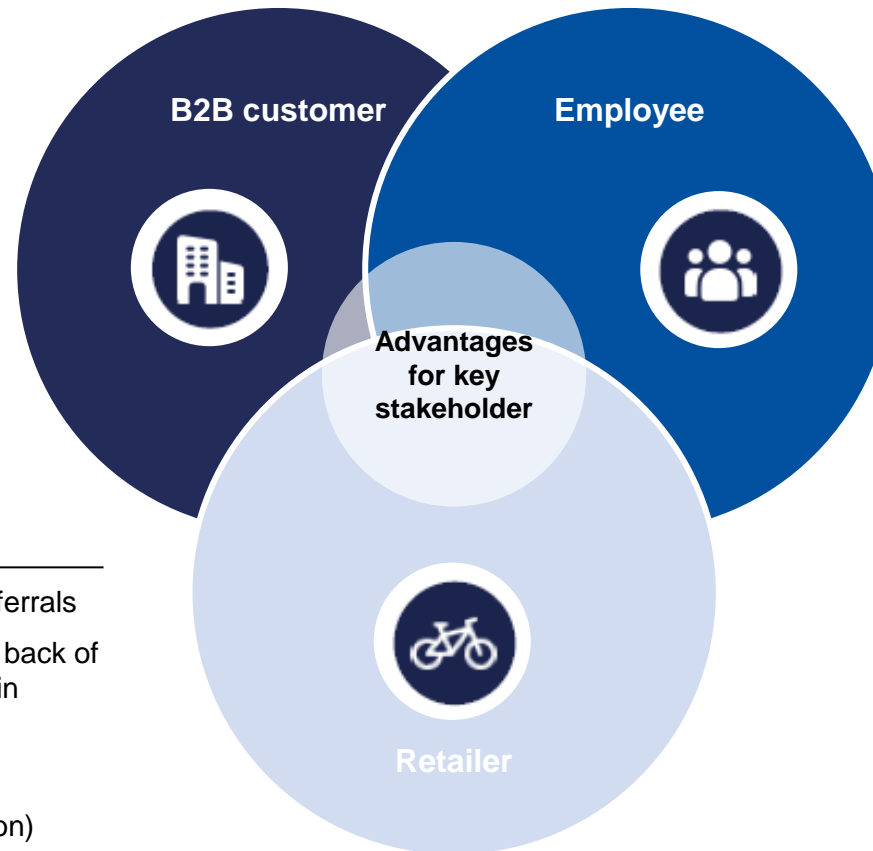 B2B customer
Employee
Advantages
for key
stakeholder
ferrals
back of
in
Retailer
on)